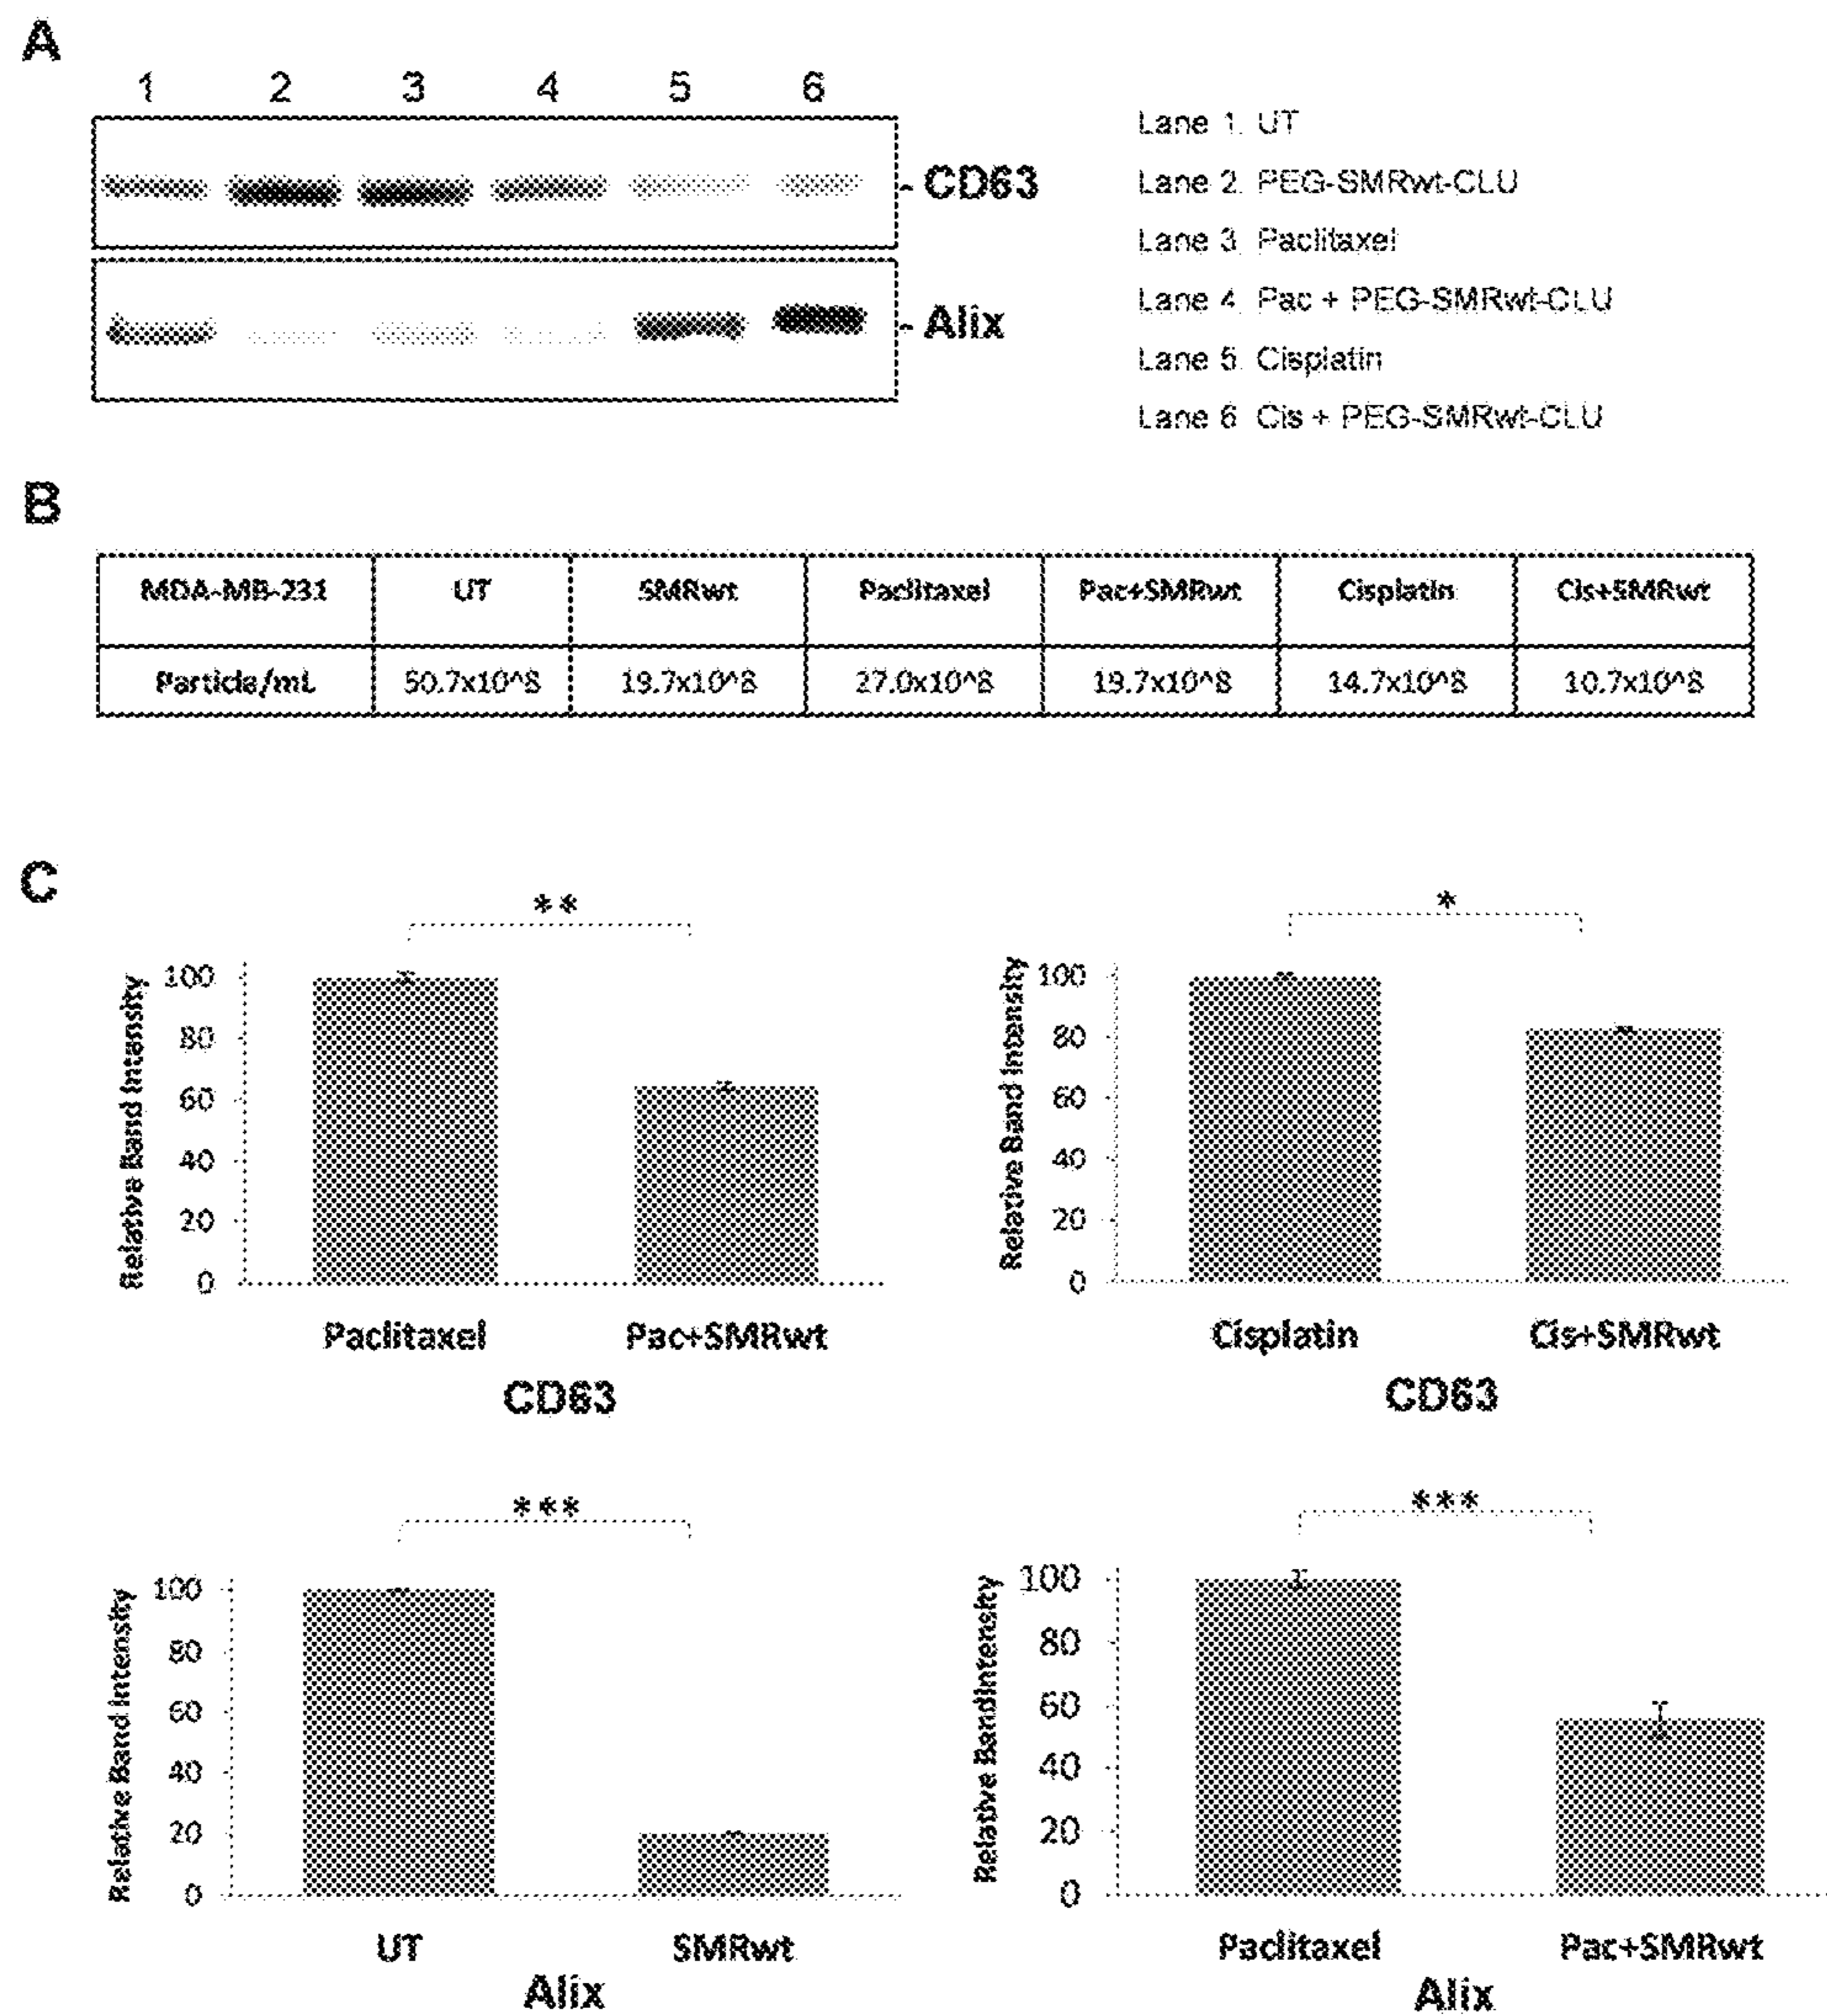 A
1 2 3 4 5 6
CD63
Alix
Lane 1. UT
Lane 2. PEG-SMRwt-CLU
Lane 3. Paclitaxel
Lane 4. Pac + PEG-SMRwt-CLU
Lane 5. Cisplatin
Lane 6. Cis + PEG-SMRwt-CLU
B
MDA-MB-231 UT SMRwt Paclitaxel Pac+SMRwt Cisplatin Cis+SMRwt
Particle/mL 50.7x10^8 19.7x10^8 27.0x10^8 19.7x10^8 14.7x10^8 10.7x10^8
C
**
Relative Band Intensity
100
80
60
40
20
0
Paclitaxel Pac+SMRwt
CD63
*
Relative Band Intensity
100
80
60
40
20
0
Cisplatin Cis+SMRwt
CD63
***
Relative Band Intensity
100
80
60
40
20
0
UT SMRwt
Alix
***
Relative BandIntensity
100
80
60
40
20
0
Paclitaxel Pac+SMRwt
Alix